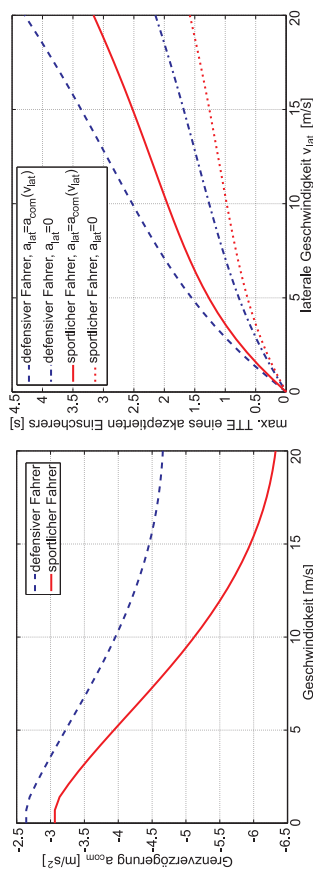 -2.5
-3
-3.5
-4
-4.5
-5
-5.5
-6
-6.5
0
5
10
15
20
Grenzverzögerung a_com [m/s²]
Geschwindigkeit [m/s]
defensiver Fahrer
sportlicher Fahrer
4.5
4
3.5
3
2.5
2
1.5
1
0.5
0
0
5
10
15
20
max. TTE eines akzeptierten Einscherers [s]
laterale Geschwindigkeit v_lat [m/s]
defensiver Fahrer, a_lat=a_com(v_lat)
defensiver Fahrer, a_lat=0
sportlicher Fahrer, a_lat=a_com(v_lat)
sportlicher Fahrer, a_lat=0